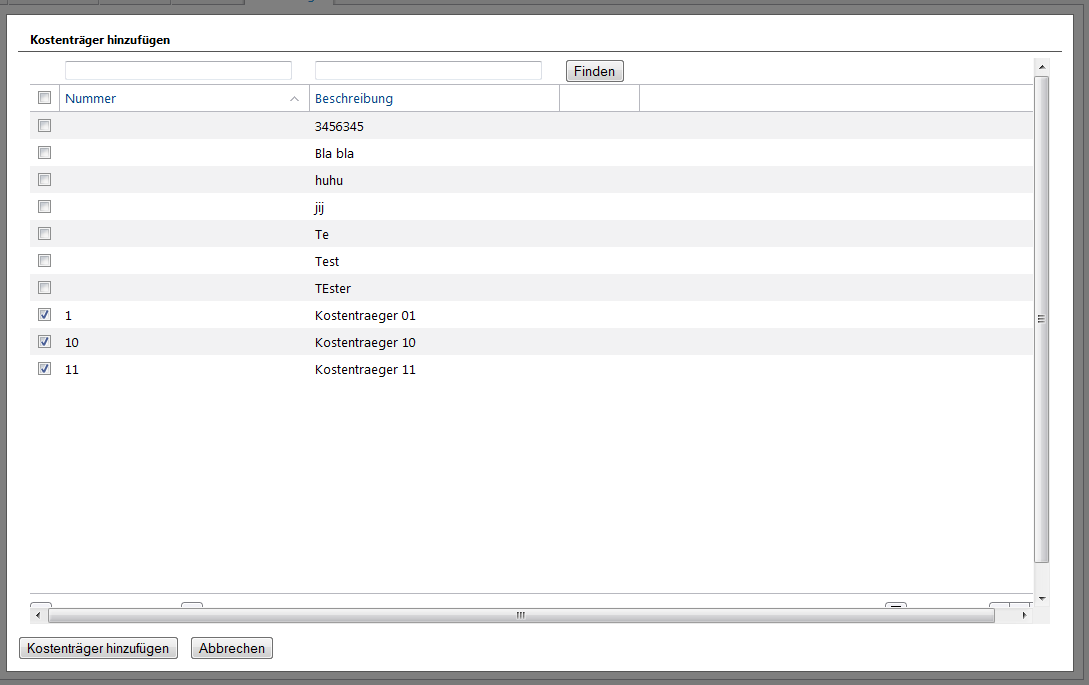 Kostenträger hinzufügen
Finden
Nummer Beschreibung
3456345
Bla bla
huhu
jij
Te
Test
TEster
1 Kostentraeger 01
10 Kostentraeger 10
11 Kostentraeger 11
Kostenträger hinzufügen Abbrechen